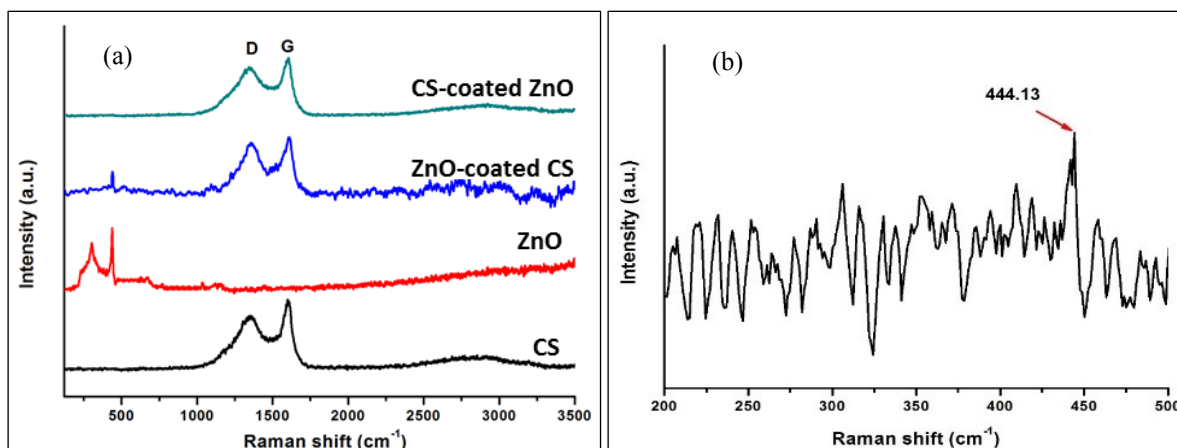 (a)
D G
CS-coated ZnO
ZnO-coated CS
ZnO
CS
Intensity (a.u.)
500 1000 1500 2000 2500 3000 3500
Raman shift (cm⁻¹)
(b)
444.13
Intensity (a.u.)
200 250 300 350 400 450 500
Raman shift (cm⁻¹)